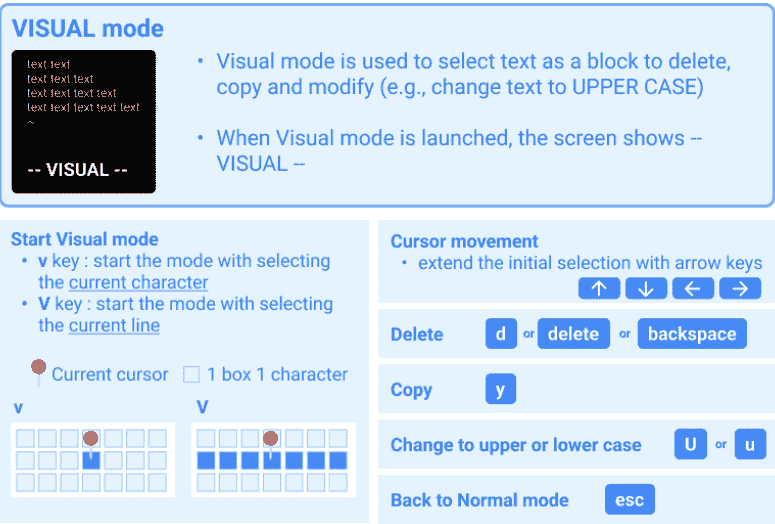 VISUAL mode
text text
text text text
text text text text
text text text text text
~
-- VISUAL --
• Visual mode is used to select text as a block to delete,
copy and modify (e.g., change text to UPPER CASE)
• When Visual mode is launched, the screen shows --
VISUAL --
Start Visual mode
• v key : start the mode with selecting
the current character
• V key : start the mode with selecting
the current line
Current cursor 1 box 1 character
v V
Cursor movement
• extend the initial selection with arrow keys
↑ ↓ ← →
Delete d or delete or backspace
Copy y
Change to upper or lower case U or u
Back to Normal mode esc